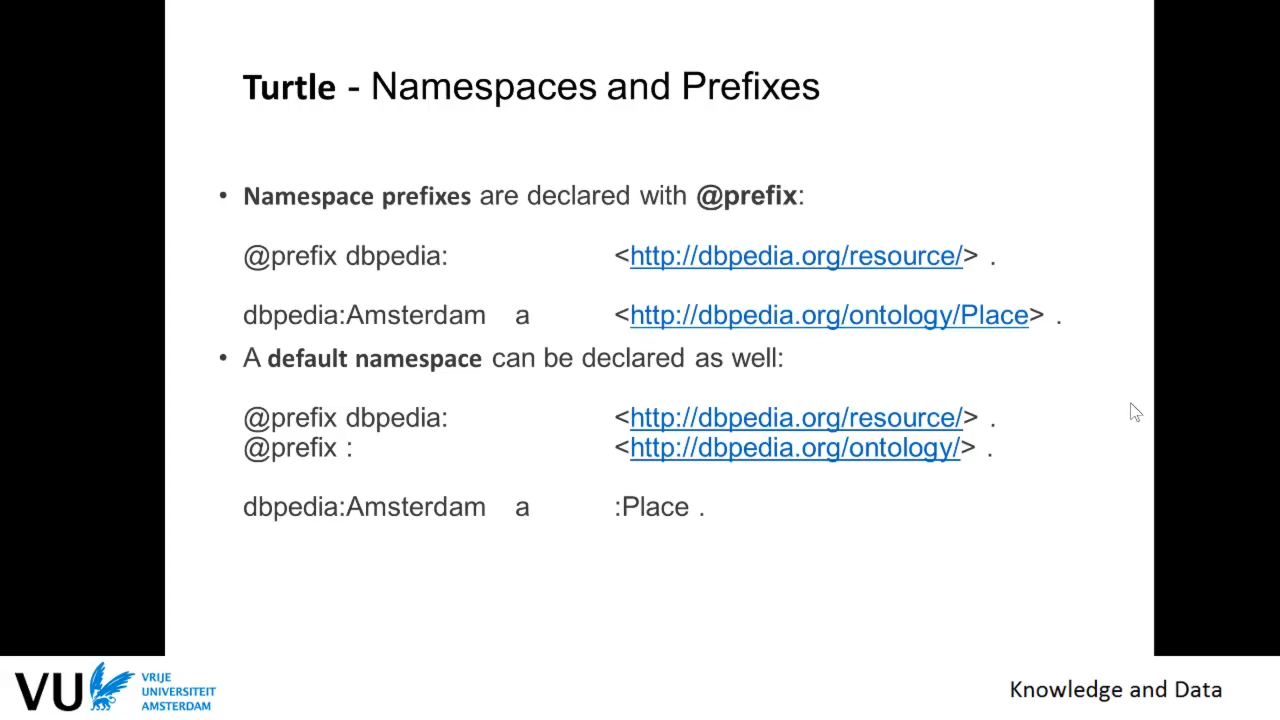 Turtle - Namespaces and Prefixes
• Namespace prefixes are declared with @prefix:
@prefix dbpedia: <http://dbpedia.org/resource/> .
dbpedia:Amsterdam a <http://dbpedia.org/ontology/Place> .
• A default namespace can be declared as well:
@prefix dbpedia: <http://dbpedia.org/resource/> .
@prefix : <http://dbpedia.org/ontology/> .
dbpedia:Amsterdam a :Place .
VU VRIJE
UNIVERSITEIT
AMSTERDAM
Knowledge and Data